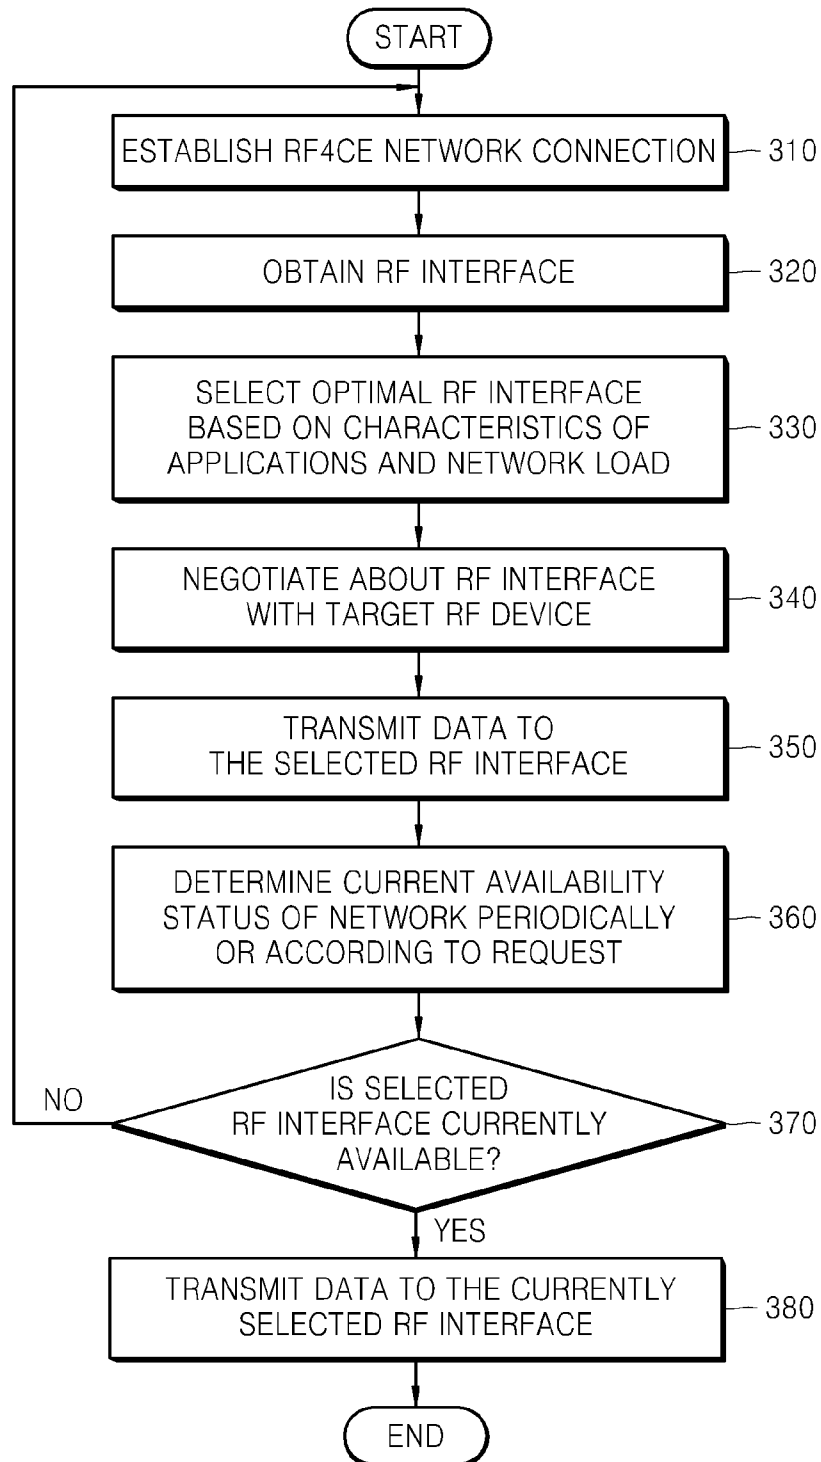 START
ESTABLISH RF4CE NETWORK CONNECTION
310
OBTAIN RF INTERFACE
320
SELECT OPTIMAL RF INTERFACE
BASED ON CHARACTERISTICS OF
APPLICATIONS AND NETWORK LOAD
330
NEGOTIATE ABOUT RF INTERFACE
WITH TARGET RF DEVICE
340
TRANSMIT DATA TO
THE SELECTED RF INTERFACE
350
DETERMINE CURRENT AVAILABILITY
STATUS OF NETWORK PERIODICALLY
OR ACCORDING TO REQUEST
360
NO
IS SELECTED
RF INTERFACE CURRENTLY
AVAILABLE?
370
YES
TRANSMIT DATA TO THE CURRENTLY
SELECTED RF INTERFACE
380
END